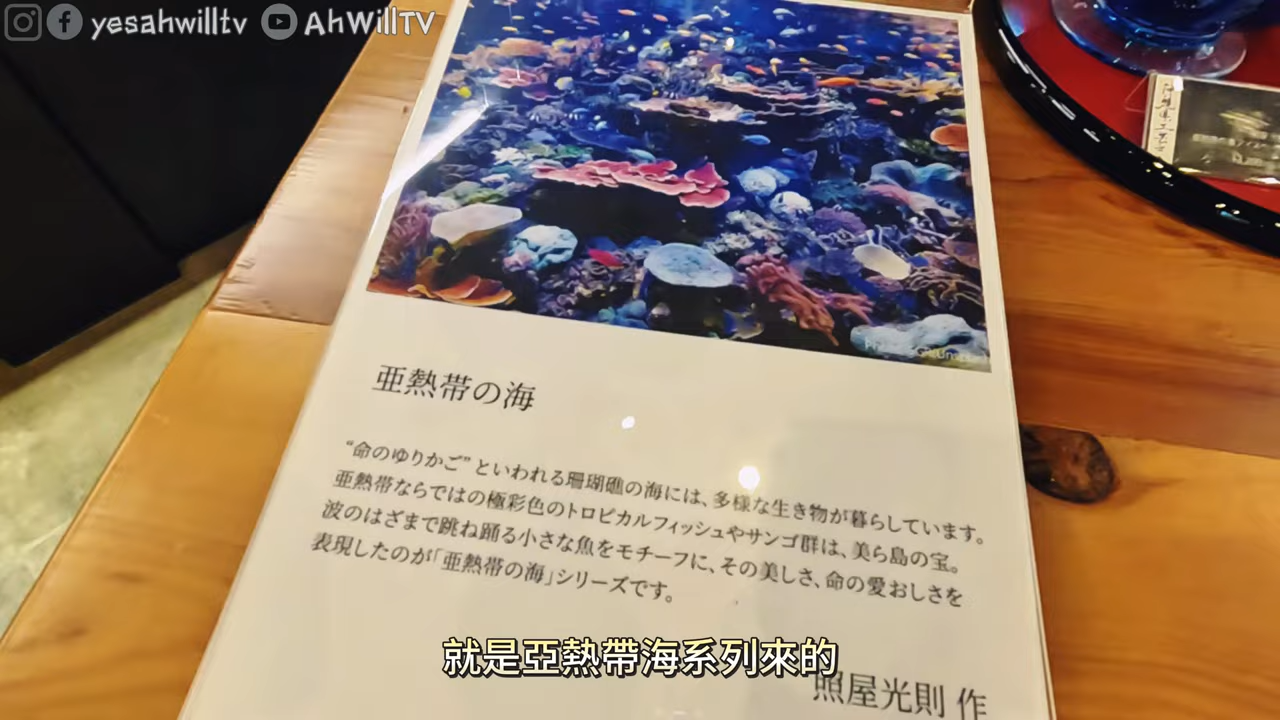 yesahwilltv AhWillTV
亜熱帯の海
“命のゆりかご”といわれる珊瑚礁の海には、多様な生き物が暮らしています。
亜熱帯ならではの極彩色のトロピカルフィッシュやサンゴ群は、美ら島の宝。
波のはざまで跳ね踊る小さな魚をモチーフに、その美しさ、命の愛おしさを
表現したのが「亜熱帯の海」シリーズです。
就是亞熱帶海系列來的
照屋光則 作